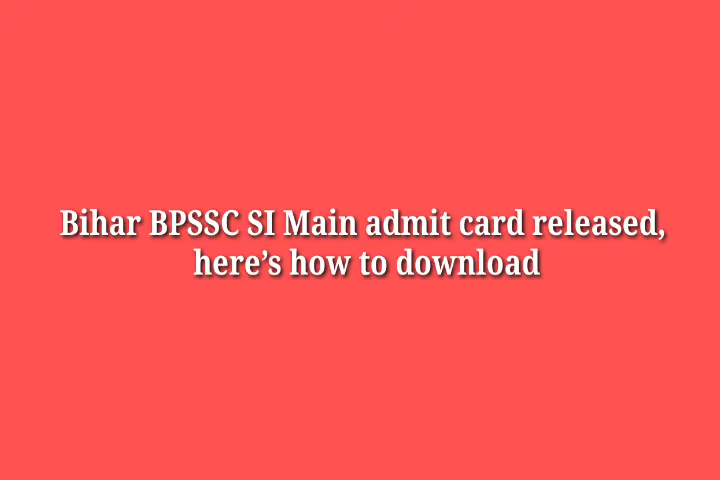 Bihar BPSSC SI Main admit card released,
here’s how to download